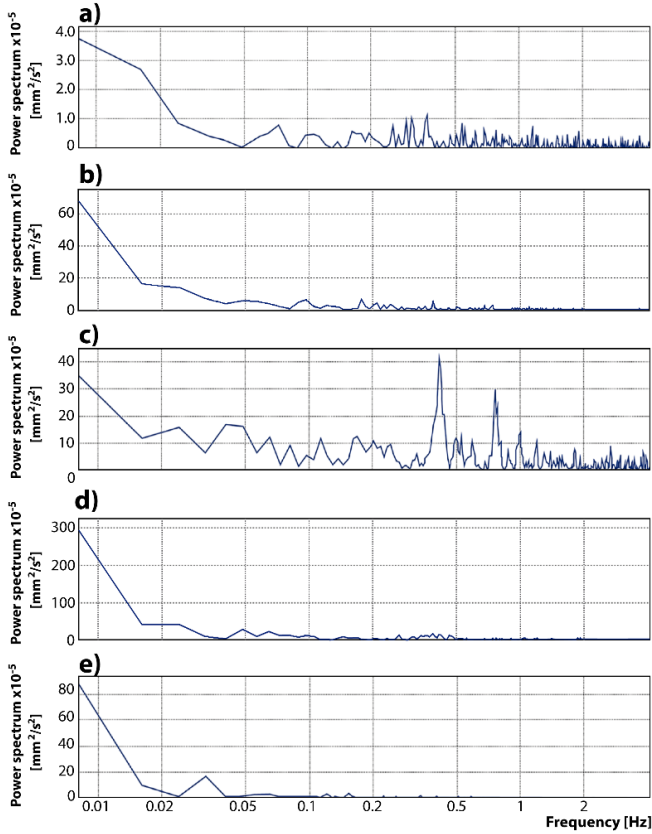 a)
Power spectrum x10⁻⁵
[mm²/s²]
4.0
3.0
2.0
1.0
0
b)
Power spectrum x10⁻⁵
[mm²/s²]
60
40
20
0
c)
Power spectrum x10⁻⁵
[mm²/s²]
40
30
20
10
0
d)
Power spectrum x10⁻⁵
[mm²/s²]
300
200
100
0
e)
Power spectrum x10⁻⁵
[mm²/s²]
80
60
40
20
0
0.01 0.02 0.05 0.1 0.2 0.5 1 2
Frequency [Hz]